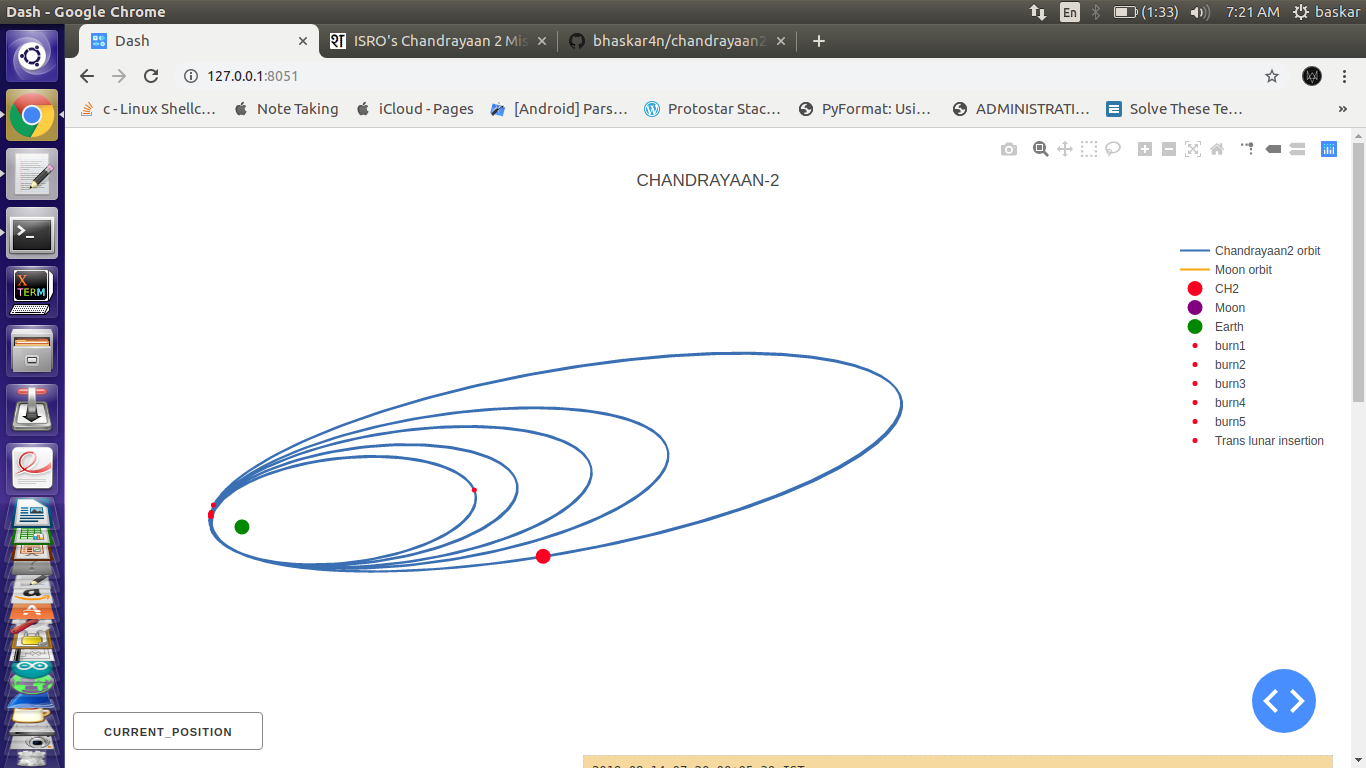 Dash - Google Chrome
En
(1:33)
7:21 AM
baskar
Dash
ISRO's Chandrayaan 2 Mis
bhaskar4n/chandrayaan2
127.0.0.1:8051
c - Linux Shellc…
Note Taking
iCloud - Pages
[Android] Pars…
Protostar Stac…
PyFormat: Usi…
ADMINISTRATI…
Solve These Te…
»
CHANDRAYAAN-2
Chandrayaan2 orbit
Moon orbit
CH2
Moon
Earth
burn1
burn2
burn3
burn4
burn5
Trans lunar insertion
X
TERM
CURRENT_POSITION